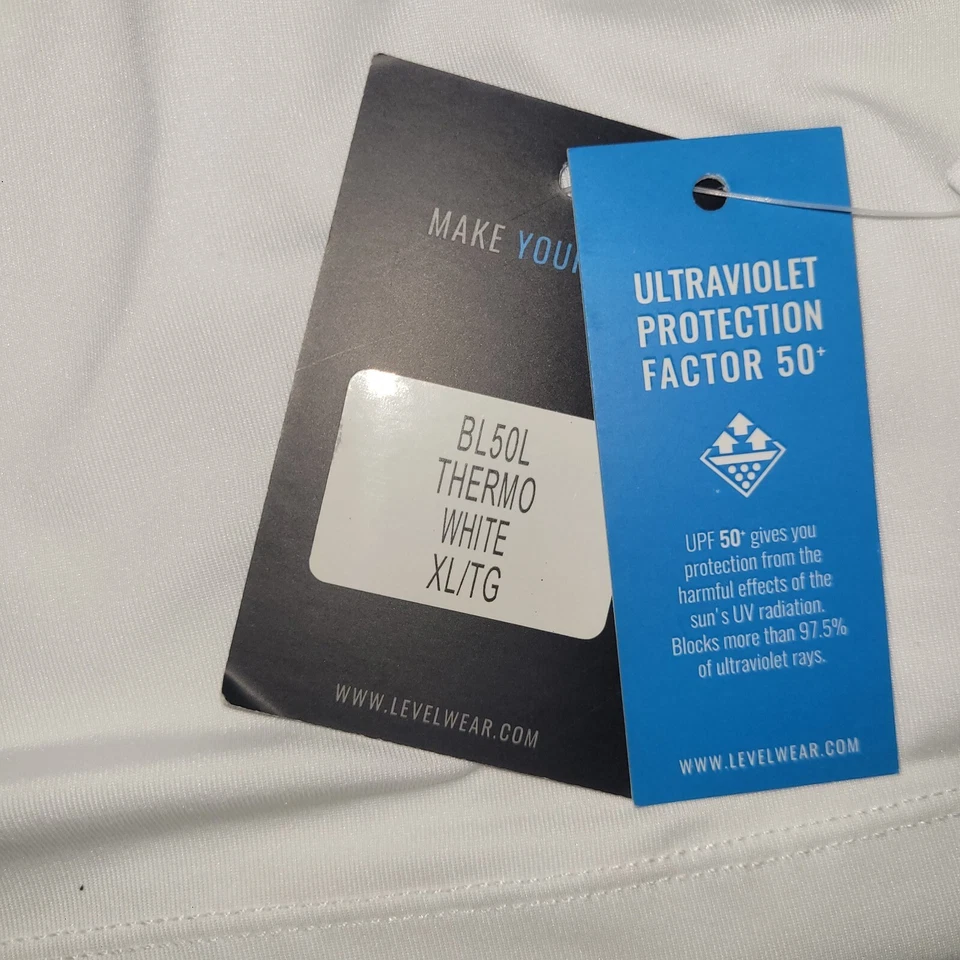 MAKE
BL50L
THERMO
WHITE
XL/TG
WWW.LEVELWEAR.COM
ULTRAVIOLET
PROTECTION
FACTOR 50+
UPF 50+ gives you
protection from the
harmful effects of the
sun's UV radiation.
Blocks more than 97.5%
of ultraviolet rays.
WWW.LEVELWEAR.COM